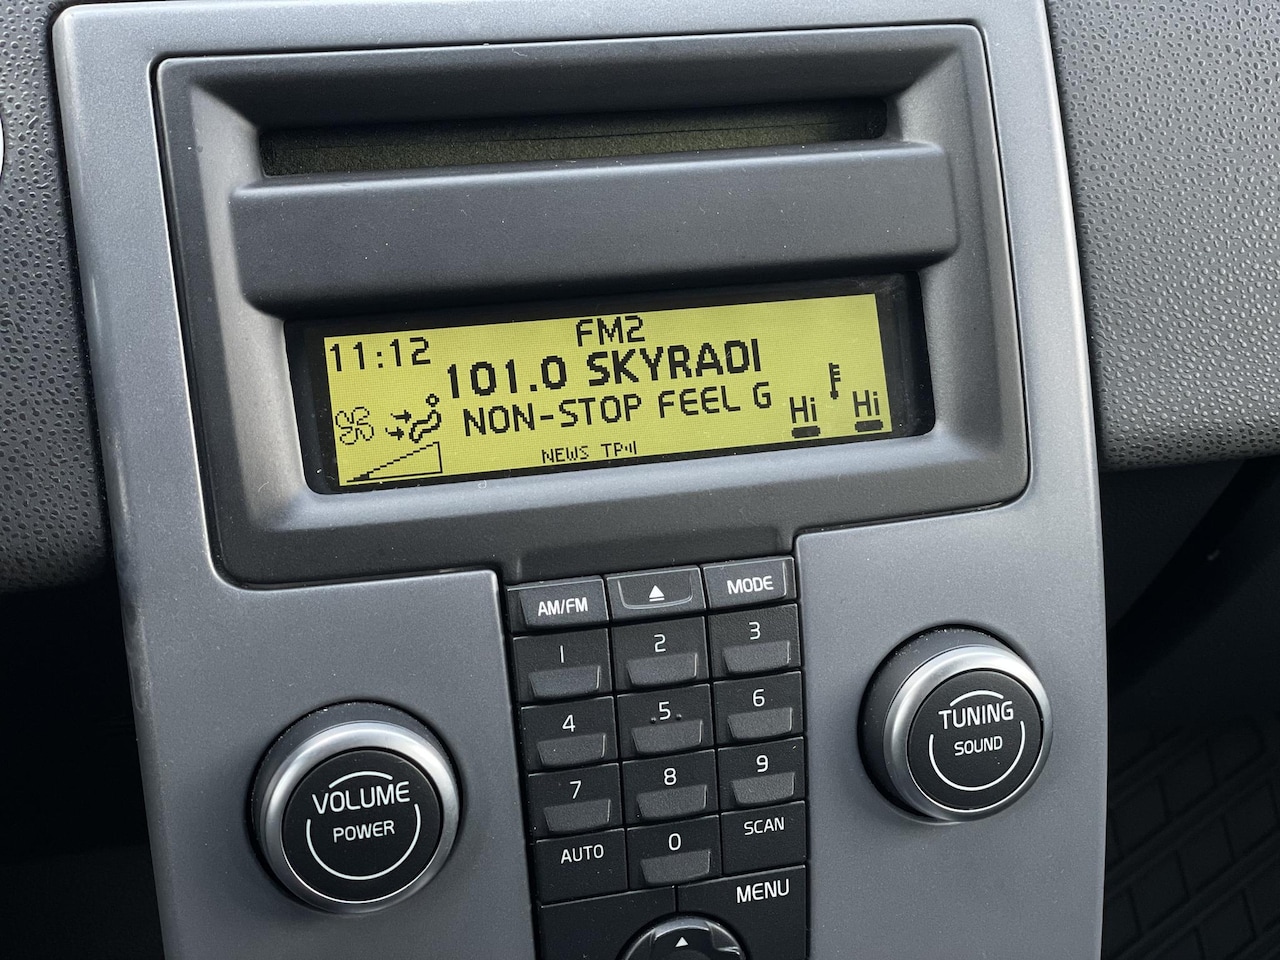 FM2
11:12
101.0 SKYRADI
NON-STOP FEEL G
Hi Hi
NEWS TP
AM/FM MODE
1 2 3
4 5 6
7 8 9
AUTO 0 SCAN
MENU
VOLUME
POWER
TUNING
SOUND